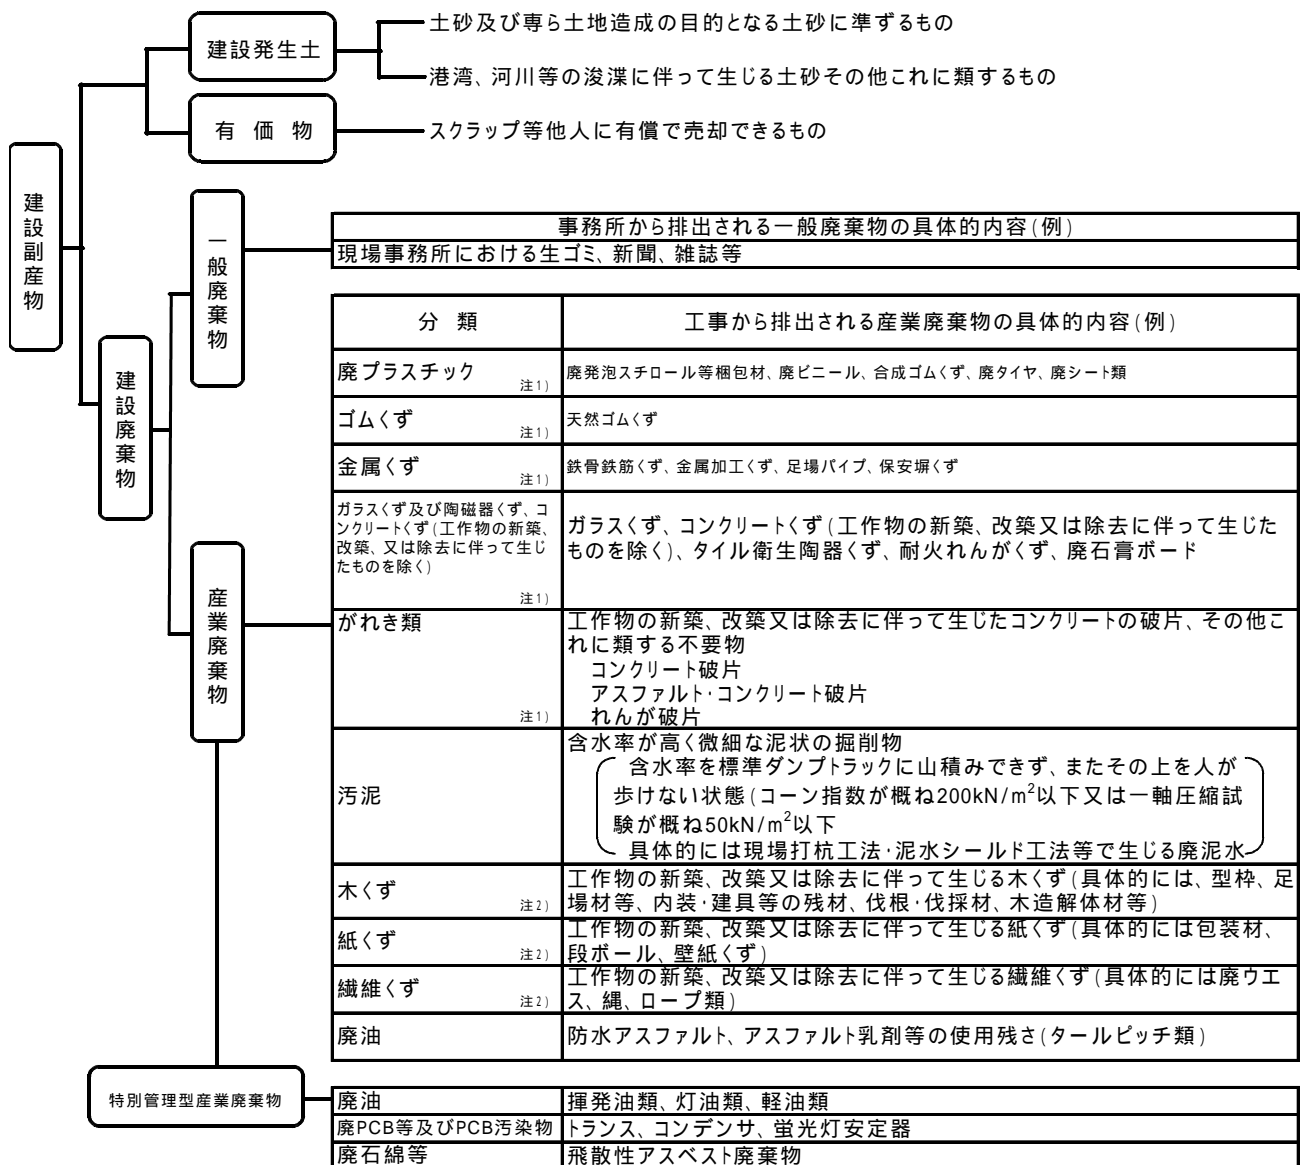 土砂及び専ら土地造成の目的となる土砂に準ずるもの
建設発生土
港湾、河川等の浚渫に伴って生じる土砂その他これに類するもの
有価物
スクラップ等他人に有償で売却できるもの
建設副産物
一般廃棄物
事務所から排出される一般廃棄物の具体的内容(例)
現場事務所における生ゴミ、新聞、雑誌等
建設廃棄物
分類
工事から排出される産業廃棄物の具体的内容(例)
廃プラスチック 注1)
廃発泡スチロール等梱包材、廃ビニール、合成ゴムくず、廃タイヤ、廃シート類
ゴムくず 注1)
天然ゴムくず
金属くず 注1)
鉄骨鉄筋くず、金属加工くず、足場パイプ、保安塀くず
ガラスくず及び陶磁器くず、コ
ンクリートくず(工作物の新築、
改築、又は除去に伴って生じ
たものを除く)
注1)
ガラスくず、コンクリートくず(工作物の新築、改築又は除去に伴って生じた
ものを除く)、タイル衛生陶器くず、耐火れんがくず、廃石膏ボード
産業廃棄物
がれき類
注1)
工作物の新築、改築又は除去に伴って生じたコンクリートの破片、その他こ
れに類する不要物
コンクリート破片
アスファルト・コンクリート破片
れんが破片
汚泥
含水率が高く微細な泥状の掘削物
含水率を標準ダンプトラックに山積みできず、またその上を人が
歩けない状態(コーン指数が概ね200kN/m²以下又は一軸圧縮試
験が概ね50kN/m²以下
具体的には現場打杭工法・泥水シールド工法等で生じる廃泥水
木くず 注2)
工作物の新築、改築又は除去に伴って生じる木くず(具体的には、型枠、足
場材等、内装・建具等の残材、伐根・伐採材、木造解体材等)
紙くず 注2)
工作物の新築、改築又は除去に伴って生じる紙くず(具体的には包装材、
段ボール、壁紙くず)
繊維くず 注2)
工作物の新築、改築又は除去に伴って生じる繊維くず(具体的には廃ウエ
ス、縄、ロープ類)
廃油
防水アスファルト、アスファルト乳剤等の使用残さ(タールピッチ類)
特別管理型産業廃棄物
廃油
揮発油類、灯油類、軽油類
廃PCB等及びPCB汚染物
トランス、コンデンサ、蛍光灯安定器
廃石綿等
飛散性アスベスト廃棄物